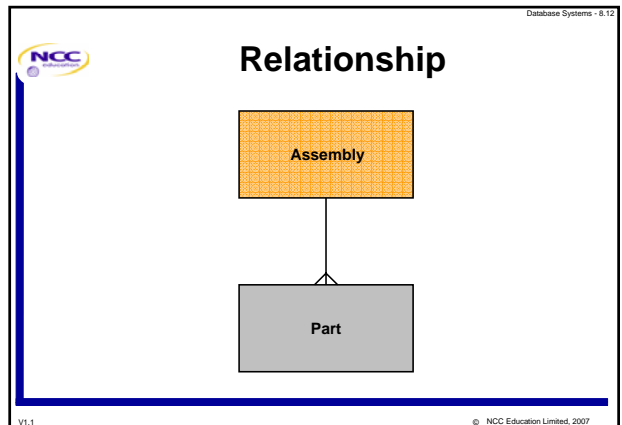 Database Systems - 8.12
NCC
education
Relationship
Assembly
Part
V1.1
© NCC Education Limited, 2007